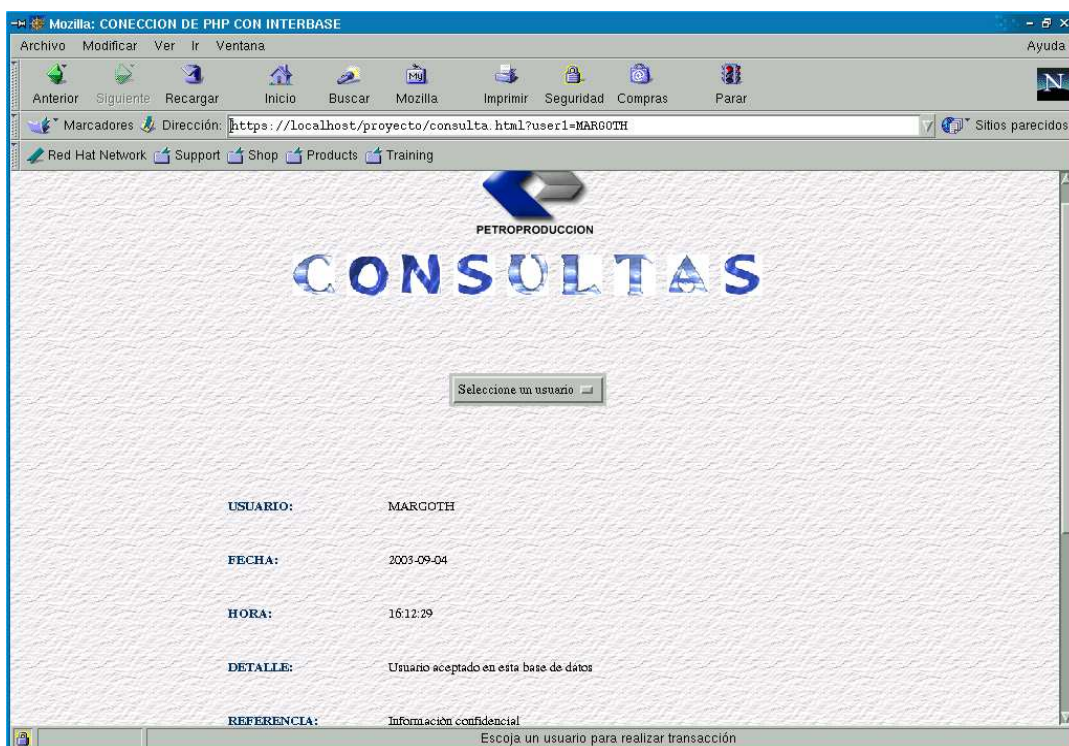 Mozilla: CONECCION DE PHP CON INTERBASE
Archivo Modificar Ver Ir Ventana Ayuda
Anterior Siguiente Recargar Inicio Buscar Mozilla Imprimir Seguridad Compras Parar
My
N
Marcadores Dirección: https://localhost/proyecto/consulta.html?user1=MARGOTH Sitios parecidos
Red Hat Network Support Shop Products Training
PETROPRODUCCION
CONSULTAS
Seleccione un usuario
USUARIO: MARGOTH
FECHA: 2003-09-04
HORA: 16:12:29
DETALLE: Usuario aceptado en esta base de datos
REFERENCIA: Información confidencial
Escoja un usuario para realizar transacción